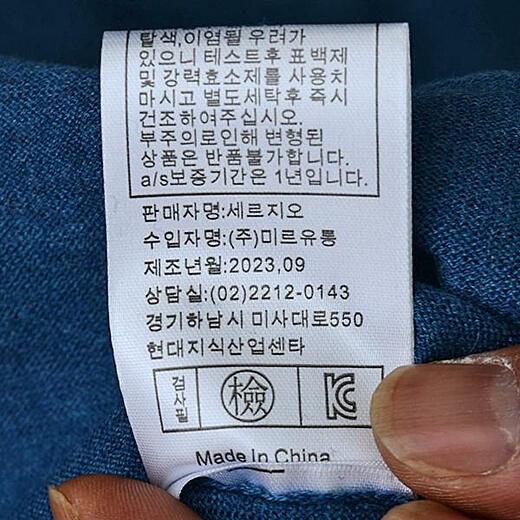 탈색,이염될 우려가
있으니 테스트후 표백제
및 강력효소제를 사용치
마시고 별도세탁후 즉시
건조하여주십시오.
부주의로인해 변형된
상품은 반품불가합니다.
a/s보증기간은 1년입니다.
판매자명:세르지오
수입자명:(주)미르유통
제조년월:2023,09
상담실:(02)2212-0143
경기하남시 미사대로550
현대지식산업센타
검사필 檢 KC
Made in China